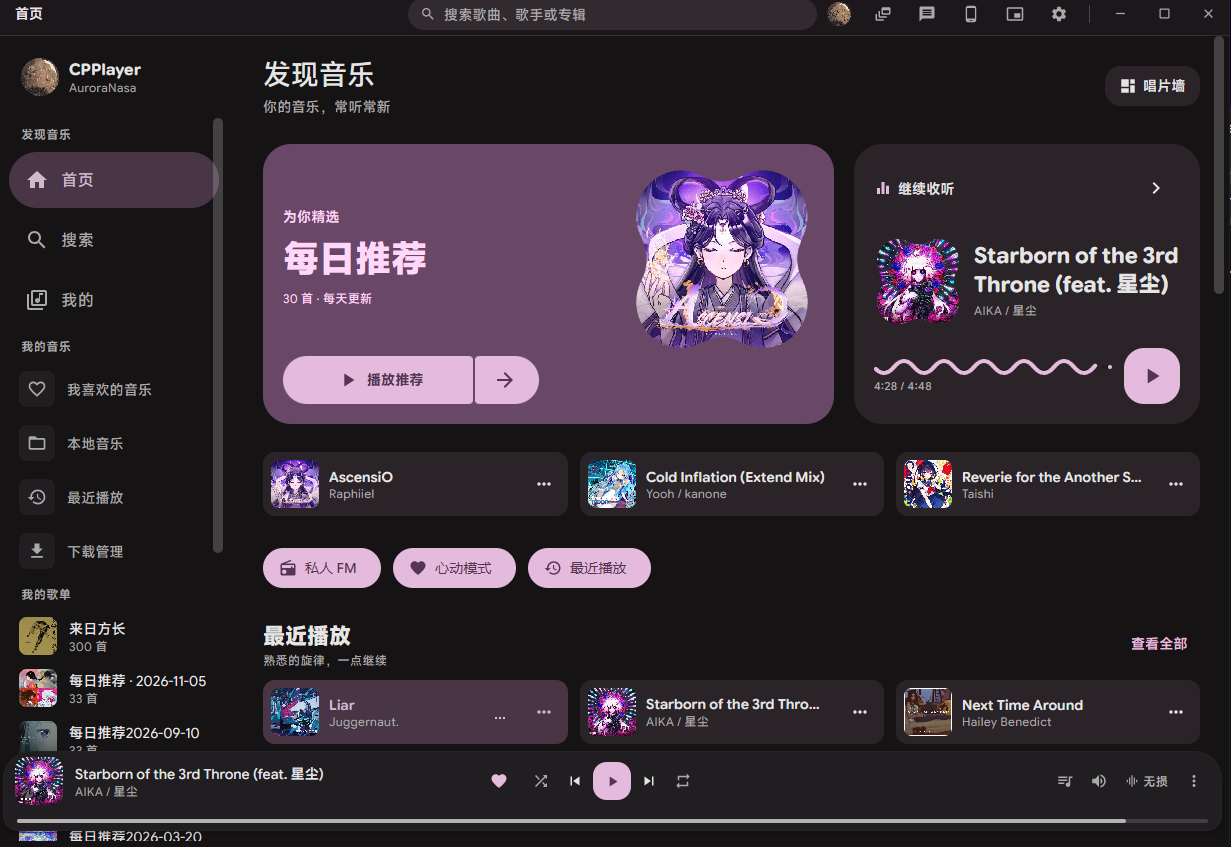 首页
搜索歌曲、歌手或专辑
CPPlayer
AuroraNasa
发现音乐
首页
搜索
我的
我的音乐
我喜欢的音乐
本地音乐
最近播放
下载管理
我的歌单
来日方长
300 首
每日推荐 · 2026-11-05
33 首
每日推荐2026-09-10
33 首
每日推荐2026-03-20
发现音乐
你的音乐，常听常新
唱片墙
为你精选
每日推荐
30 首 · 每天更新
播放推荐
AscensiO
继续收听
Starborn of the 3rd
Throne (feat. 星尘)
AIKA / 星尘
4:28 / 4:48
AscensiO
Raphiiel
Cold Inflation (Extend Mix)
Yooh / kanone
Reverie for the Another S...
Taishi
私人 FM
心动模式
最近播放
最近播放
熟悉的旋律，一点继续
查看全部
Liar
Juggernaut.
Starborn of the 3rd Thro...
AIKA / 星尘
Next Time Around
Hailey Benedict
Starborn of the 3rd Throne (feat. 星尘)
AIKA / 星尘
无损